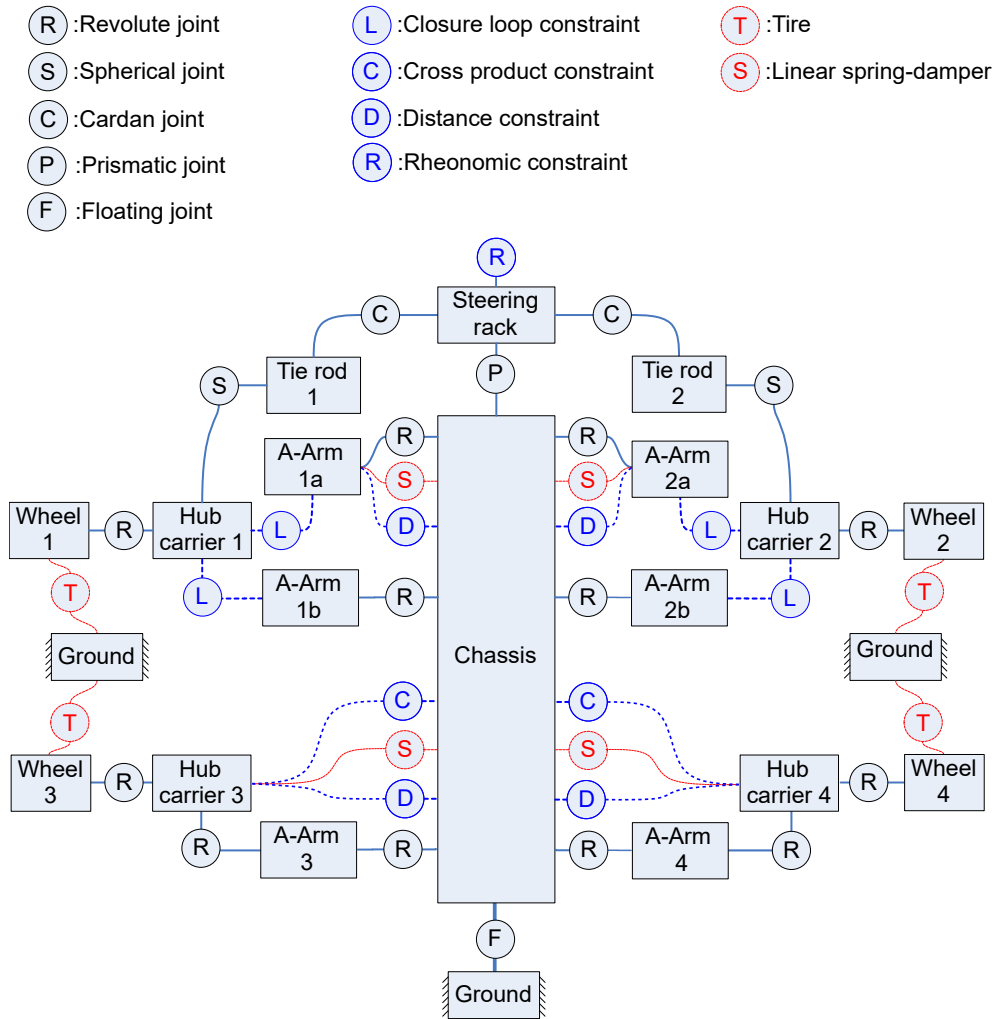 R :Revolute joint
S :Spherical joint
C :Cardan joint
P :Prismatic joint
F :Floating joint
L :Closure loop constraint
C :Cross product constraint
D :Distance constraint
R :Rheonomic constraint
T :Tire
S :Linear spring-damper
R
Steering
rack
C
C
P
Tie rod
1
Tie rod
2
S
S
A-Arm
1a
R
R
A-Arm
2a
S
S
D
D
Wheel
1
R
Hub
carrier 1
L
L
Hub
carrier 2
R
Wheel
2
T
L
A-Arm
1b
R
R
A-Arm
2b
L
T
Ground
Chassis
Ground
T
C
C
T
S
S
Wheel
3
R
Hub
carrier 3
D
D
Hub
carrier 4
R
Wheel
4
R
A-Arm
3
R
R
A-Arm
4
R
F
Ground